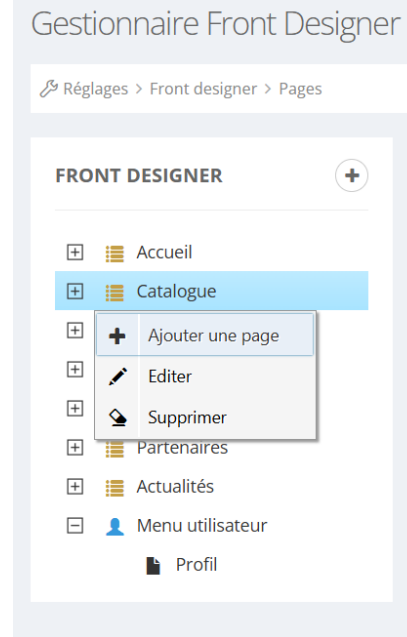 Gestionnaire Front Designer
Réglages > Front designer > Pages
FRONT DESIGNER
Accueil
Catalogue
Ajouter une page
Editer
Supprimer
Partenaires
Actualités
Menu utilisateur
Profil